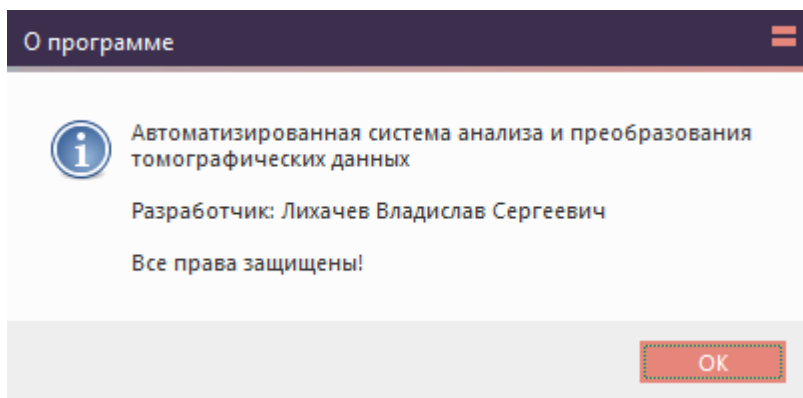 О программе
Автоматизированная система анализа и преобразования
томографических данных
Разработчик: Лихачев Владислав Сергеевич
Все права защищены!
OK